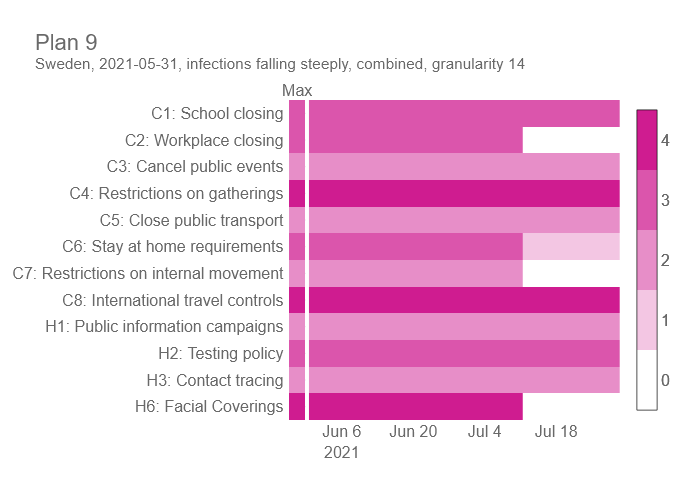 Plan 9
Sweden, 2021-05-31, infections falling steeply, combined, granularity 14
Max
C1: School closing
C2: Workplace closing
C3: Cancel public events
C4: Restrictions on gatherings
C5: Close public transport
C6: Stay at home requirements
C7: Restrictions on internal movement
C8: International travel controls
H1: Public information campaigns
H2: Testing policy
H3: Contact tracing
H6: Facial Coverings
4
3
2
1
0
Jun 6 Jun 20 Jul 4 Jul 18
2021